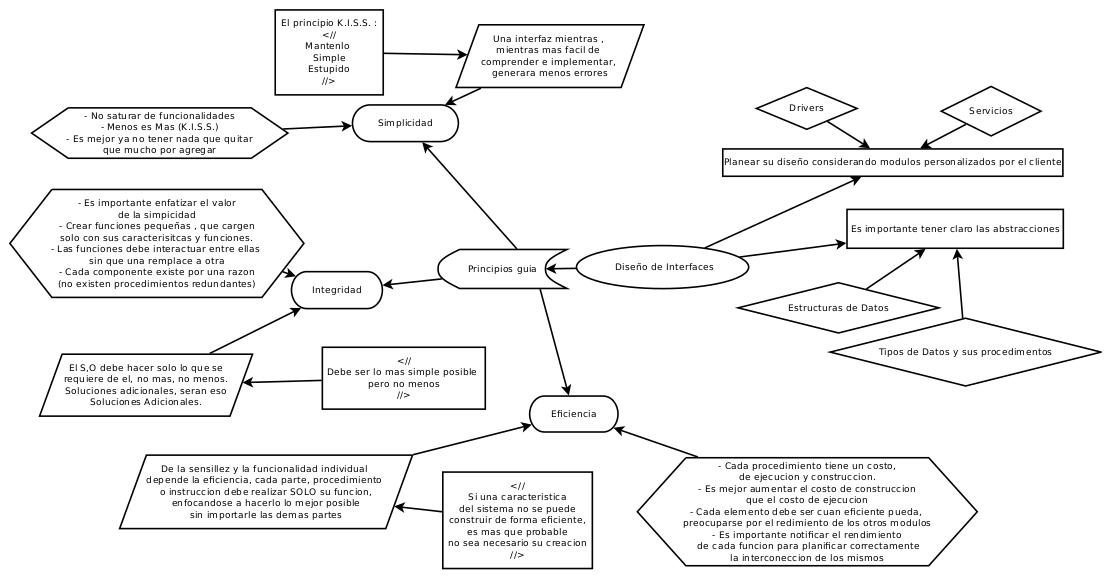 El principio K.I.S.S. :
<//
Mantenlo
Simple
Estupido
//>
Una interfaz mientras ,
mientras mas facil de
comprender e implementar,
generara menos errores
- No saturar de funcionalidades
- Menos es Mas (K.I.S.S.)
- Es mejor ya no tener nada que quitar
que mucho por agregar
Simplicidad
Drivers
Servicios
Planear su diseño considerando modulos personalizados por el cliente
- Es importante enfatizar el valor
de la simpicidad
- Crear funciones pequeñas , que cargen
solo con sus caracterisitcas y funciones.
- Las funciones debe interactuar entre ellas
sin que una remplace a otra
- Cada componente existe por una razon
(no existen procedimientos redundantes)
Es importante tener claro las abstracciones
Principios guia
Diseño de Interfaces
Integridad
Estructuras de Datos
Tipos de Datos y sus procedimentos
El S,O debe hacer solo lo que se
requiere de el, no mas, no menos.
Soluciones adicionales, seran eso
Soluciones Adicionales.
<//
Debe ser lo mas simple posible
pero no menos
//>
Eficiencia
De la sensillez y la funcionalidad individual
depende la eficiencia, cada parte, procedimiento
o instruccion debe realizar SOLO su funcion,
enfocandose a hacerlo lo mejor posible
sin importarle las demas partes
<//
Si una caracteristica
del sistema no se puede
construir de forma eficiente,
es mas que probable
no sea necesario su creacion
//>
- Cada procedimiento tiene un costo,
de ejecucion y construccion.
- Es mejor aumentar el costo de construccion
que el costo de ejecucion
- Cada elemento debe ser cuan eficiente pueda,
preocuparse por el redimiento de los otros modulos
- Es importante notificar el rendimiento
de cada funcion para planificar correctamente
la interconeccion de los mismos